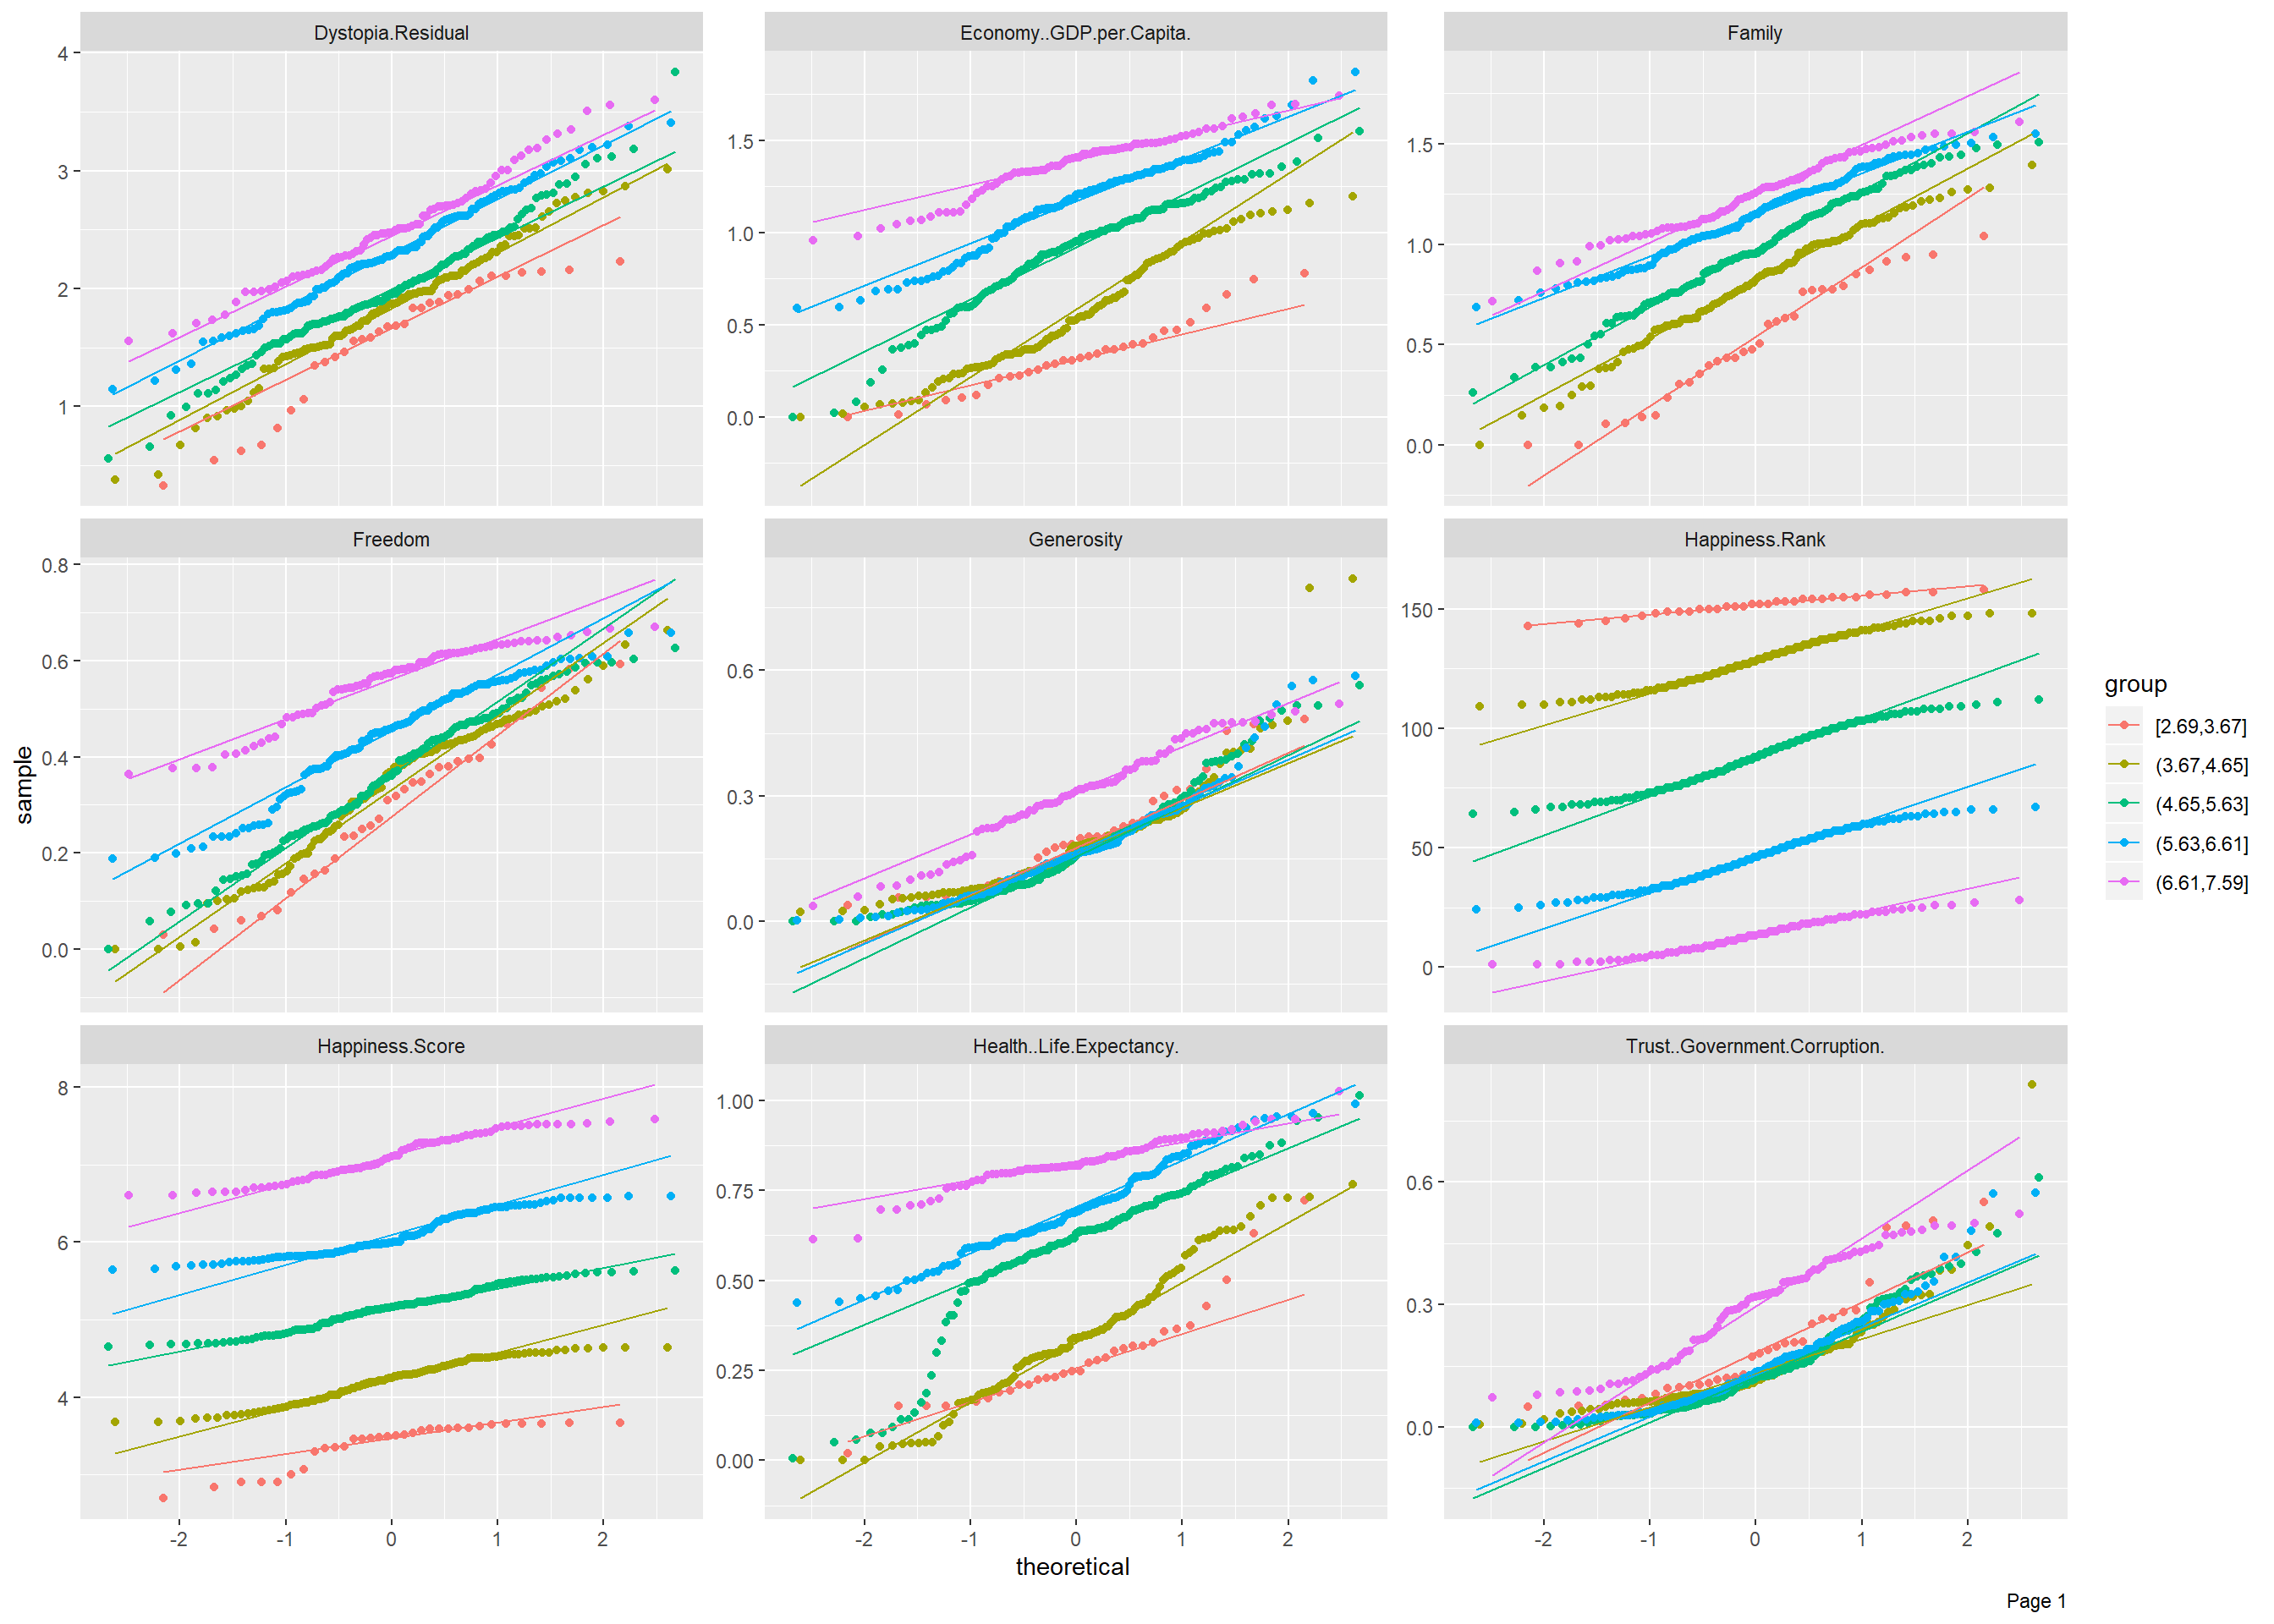 Dystopia.Residual
Economy..GDP.per.Capita.
Family
4
3
2
1
1.5
1.0
0.5
0.0
1.5
1.0
0.5
0.0
Freedom
Generosity
Happiness.Rank
0.8
0.6
0.4
0.2
0.0
0.6
0.3
0.0
150
100
50
0
sample
group
[2.69,3.67]
(3.67,4.65]
(4.65,5.63]
(5.63,6.61]
(6.61,7.59]
Happiness.Score
Health..Life.Expectancy.
Trust..Government.Corruption.
8
6
4
1.00
0.75
0.50
0.25
0.00
0.6
0.3
0.0
-2 -1 0 1 2
-2 -1 0 1 2
-2 -1 0 1 2
theoretical
Page 1